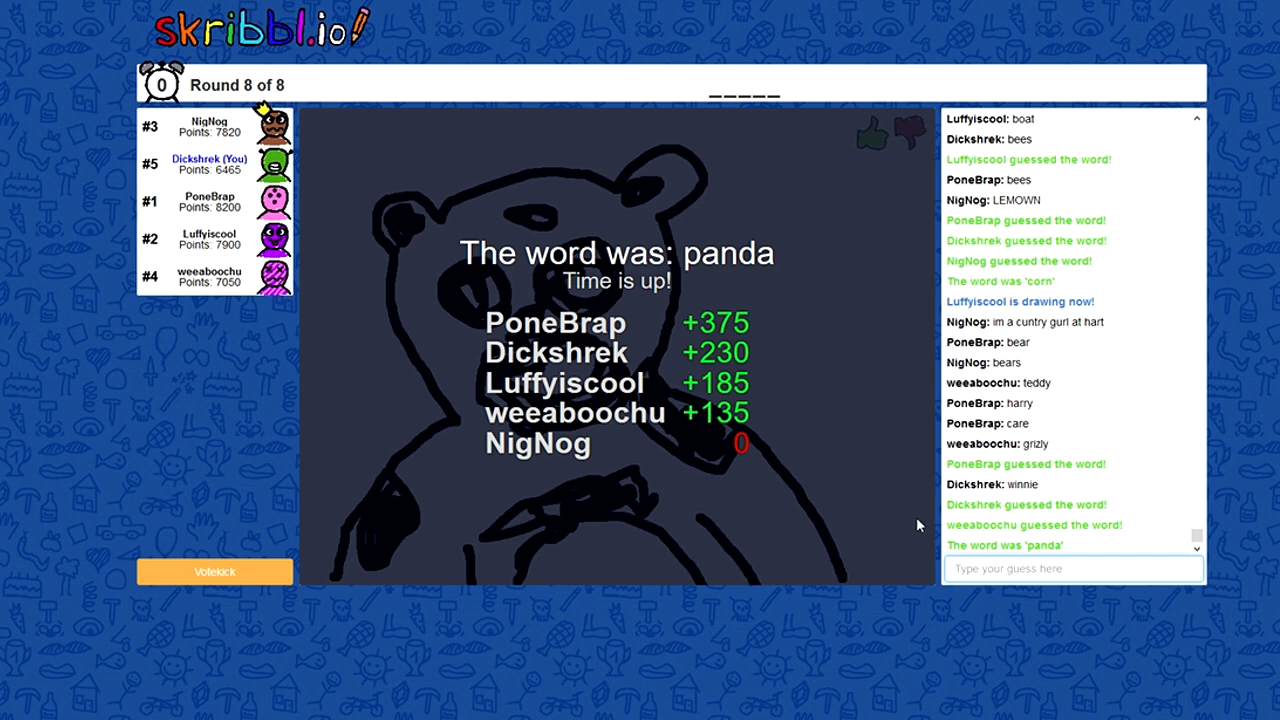 skribbl.io
0
Round 8 of 8
_____
#3
NigNog
Points: 7820
#5
Dickshrek (You)
Points: 6465
#1
PoneBrap
Points: 8200
#2
Luffyiscool
Points: 7900
#4
weeaboochu
Points: 7050
Votekick
The word was: panda
Time is up!
PoneBrap +375
Dickshrek +230
Luffyiscool +185
weeaboochu +135
NigNog 0
Luffyiscool: boat
Dickshrek: bees
Luffyiscool guessed the word!
PoneBrap: bees
NigNog: LEMOWN
PoneBrap guessed the word!
Dickshrek guessed the word!
NigNog guessed the word!
The word was 'corn'
Luffyiscool is drawing now!
NigNog: im a cuntry gurl at hart
PoneBrap: bear
NigNog: bears
weeaboochu: teddy
PoneBrap: harry
PoneBrap: care
weeaboochu: grizly
PoneBrap guessed the word!
Dickshrek: winnie
Dickshrek guessed the word!
weeaboochu guessed the word!
The word was 'panda'
Type your guess here